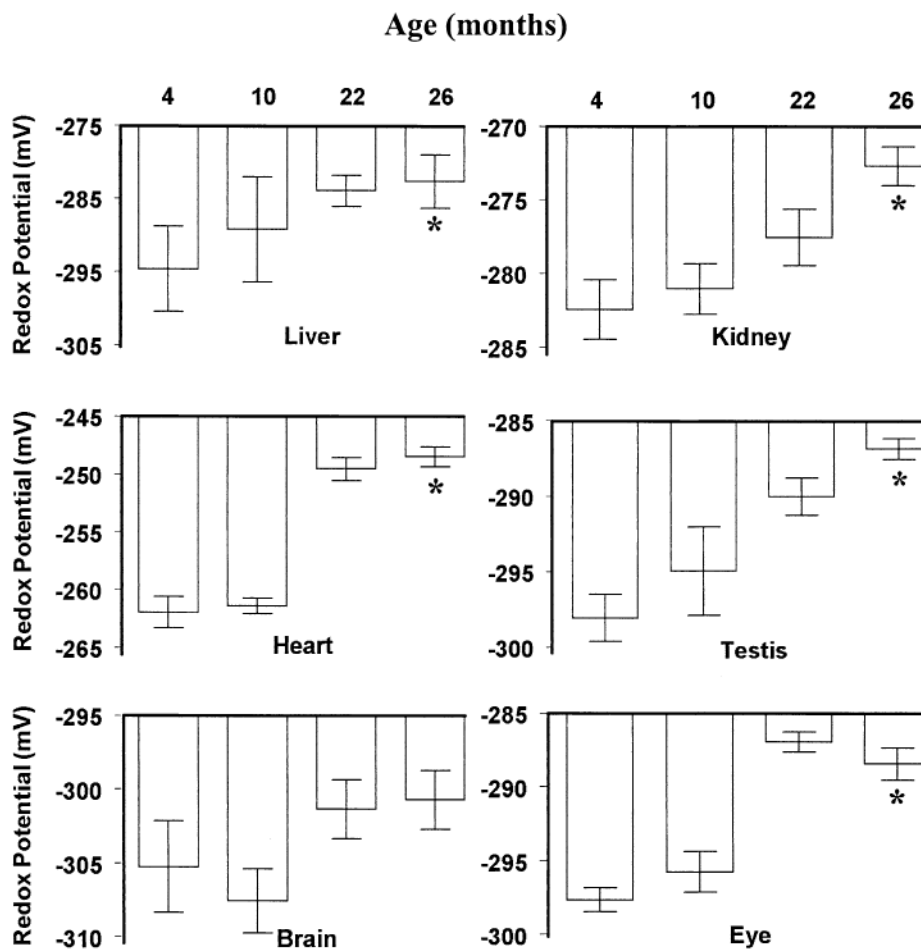 Age (months)
4 10 22 26
4 10 22 26
Redox Potential (mV)
-275
-285
-295
-305
Liver
*
-270
-275
-280
-285
Kidney
*
Redox Potential (mV)
-245
-250
-255
-260
-265
Heart
*
-285
-290
-295
-300
Testis
*
Redox Potential (mV)
-295
-300
-305
-310
Brain
-285
-290
-295
-300
Eye
*